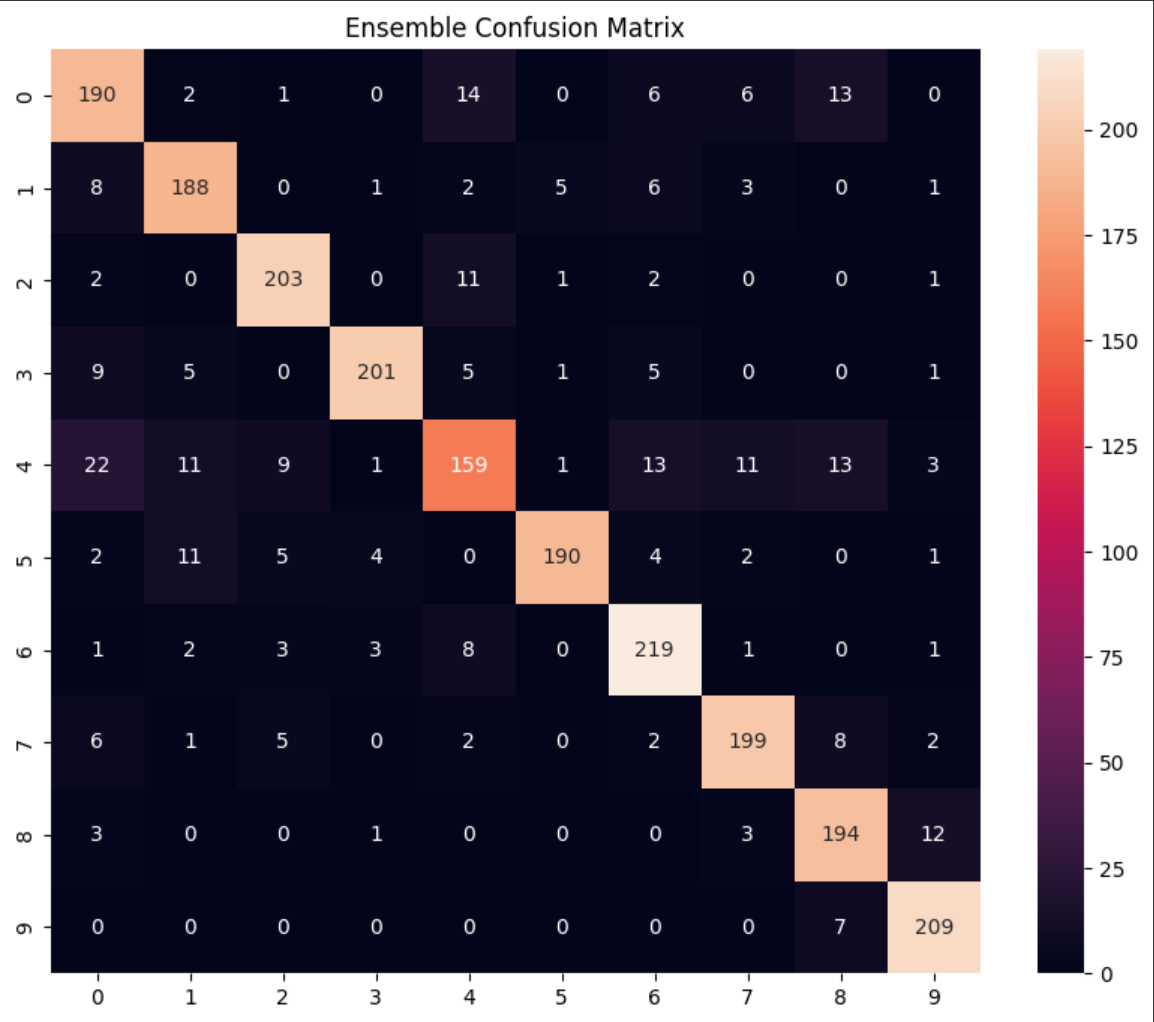 Ensemble Confusion Matrix
0 190 2 1 0 14 0 6 6 13 0
1 8 188 0 1 2 5 6 3 0 1
2 2 0 203 0 11 1 2 0 0 1
3 9 5 0 201 5 1 5 0 0 1
4 22 11 9 1 159 1 13 11 13 3
5 2 11 5 4 0 190 4 2 0 1
6 1 2 3 3 8 0 219 1 0 1
7 6 1 5 0 2 0 2 199 8 2
8 3 0 0 1 0 0 0 3 194 12
9 0 0 0 0 0 0 0 0 7 209
0 1 2 3 4 5 6 7 8 9
200
175
150
125
100
75
50
25
0